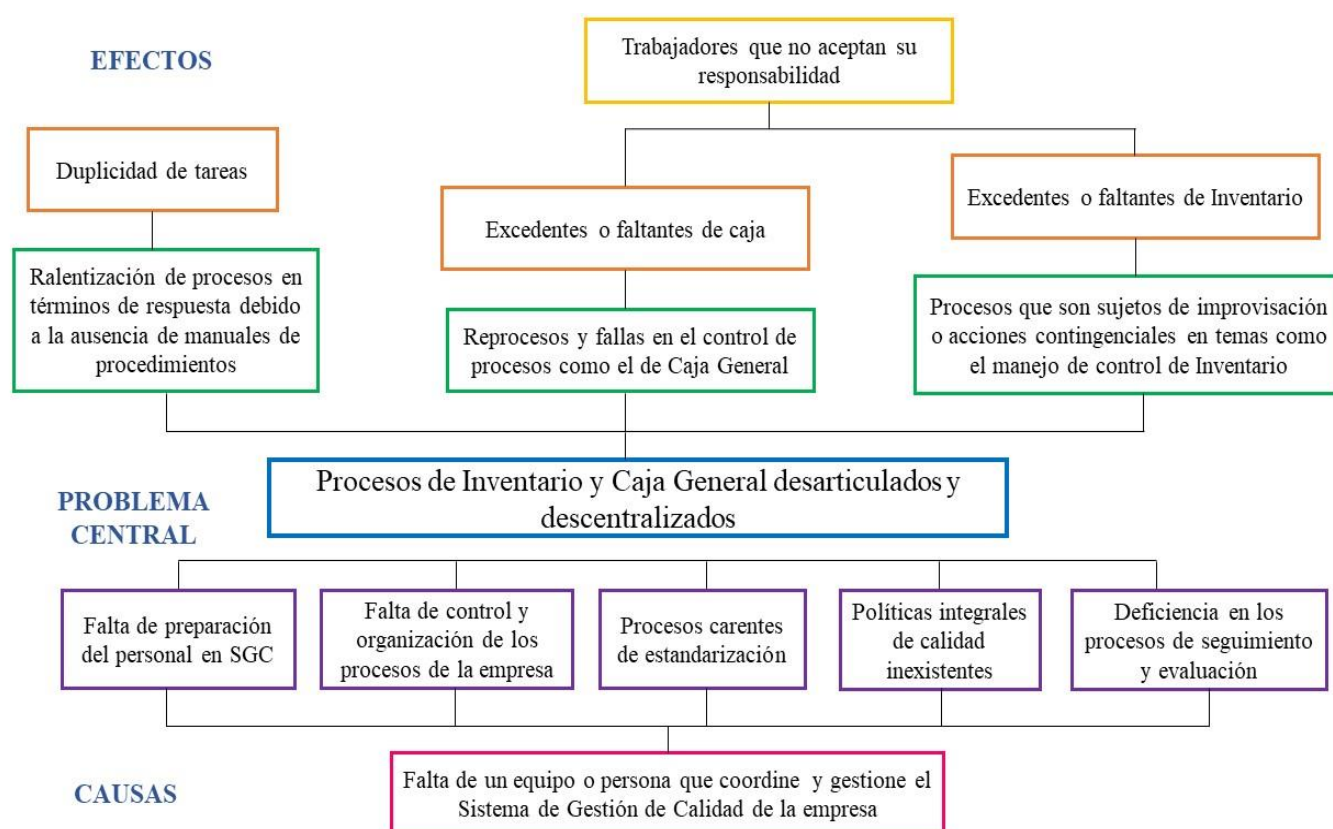 EFECTOS
Trabajadores que no aceptan su
responsabilidad
Duplicidad de tareas
Excedentes o faltantes de caja
Excedentes o faltantes de Inventario
Ralentización de procesos en
términos de respuesta debido
a la ausencia de manuales de
procedimientos
Reprocesos y fallas en el control de
procesos como el de Caja General
Procesos que son sujetos de improvisación
o acciones contingenciales en temas como
el manejo de control de Inventario
PROBLEMA
CENTRAL
Procesos de Inventario y Caja General desarticulados y
descentralizados
Falta de preparación
del personal en SGC
Falta de control y
organización de los
procesos de la empresa
Procesos carentes
de estandarización
Políticas integrales
de calidad
inexistentes
Deficiencia en los
procesos de seguimiento
y evaluación
CAUSAS
Falta de un equipo o persona que coordine y gestione el
Sistema de Gestión de Calidad de la empresa